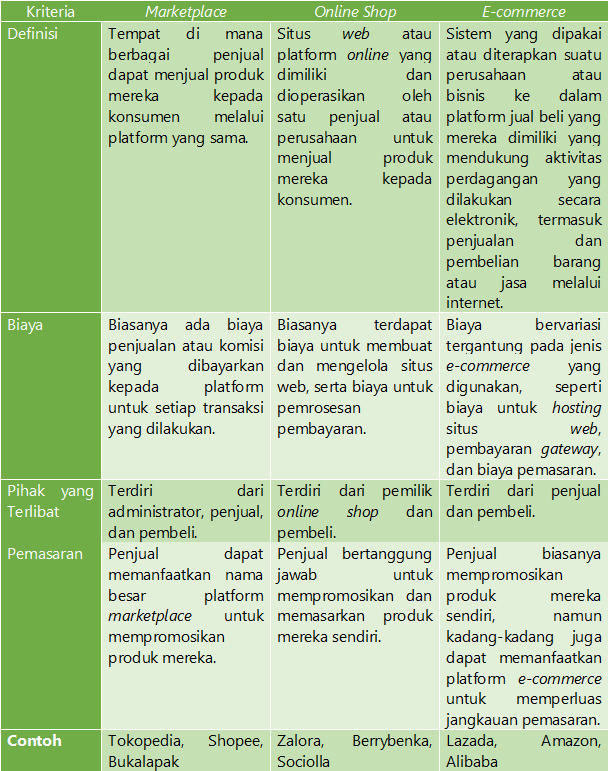 Kriteria
Marketplace
Online Shop
E-commerce
Definisi
Tempat di mana
berbagai penjual
dapat menjual produk
mereka kepada
konsumen melalui
platform yang sama.
Situs web atau
platform online yang
dimiliki dan
dioperasikan oleh
satu penjual atau
perusahaan untuk
menjual produk
mereka kepada
konsumen.
Sistem yang dipakai
atau diterapkan suatu
perusahaan atau
bisnis ke dalam
platform jual beli yang
mereka dimiliki yang
mendukung aktivitas
perdagangan yang
dilakukan secara
elektronik, termasuk
penjualan dan
pembelian barang
atau jasa melalui
internet.
Biaya
Biasanya ada biaya
penjualan atau komisi
yang dibayarkan
kepada platform
untuk setiap transaksi
yang dilakukan.
Biasanya terdapat
biaya untuk membuat
dan mengelola situs
web, serta biaya untuk
pemrosesan
pembayaran.
Biaya bervariasi
tergantung pada jenis
e-commerce yang
digunakan, seperti
biaya untuk hosting
situs web,
pembayaran gateway,
dan biaya pemasaran.
Pihak yang
Terlibat
Terdiri dari
administrator, penjual,
dan pembeli.
Terdiri dari pemilik
online shop dan
pembeli.
Terdiri dari penjual
dan pembeli.
Pemasaran
Penjual dapat
memanfaatkan nama
besar platform
marketplace untuk
mempromosikan
produk mereka.
Penjual bertanggung
jawab untuk
mempromosikan dan
memasarkan produk
mereka sendiri.
Penjual biasanya
mempromosikan
produk mereka
sendiri, namun
kadang-kadang juga
dapat memanfaatkan
platform e-commerce
untuk memperluas
jangkauan pemasaran.
Contoh
Tokopedia, Shopee,
Bukalapak
Zalora, Berrybenka,
Sociolla
Lazada, Amazon,
Alibaba